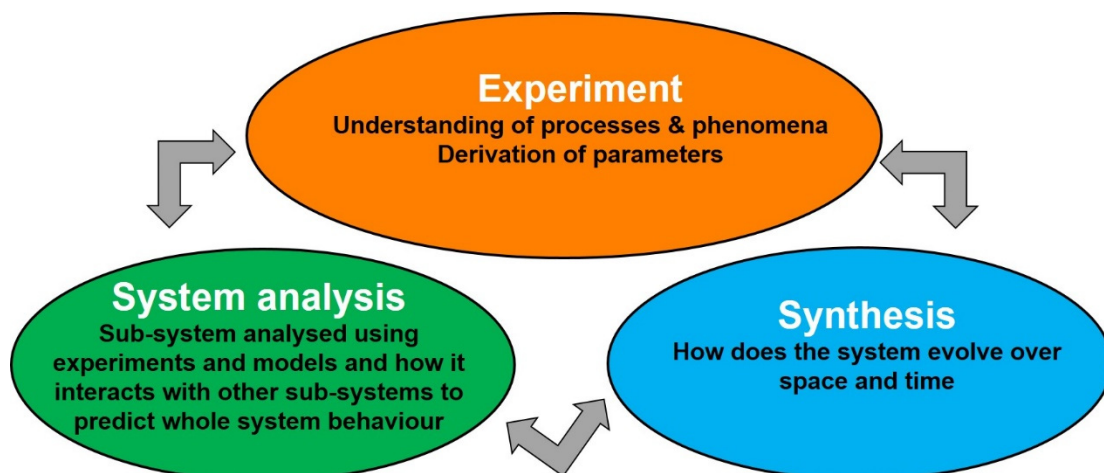 Experiment
Understanding of processes & phenomena
Derivation of parameters
System analysis
Sub-system analysed using
experiments and models and how it
interacts with other sub-systems to
predict whole system behaviour
Synthesis
How does the system evolve over
space and time